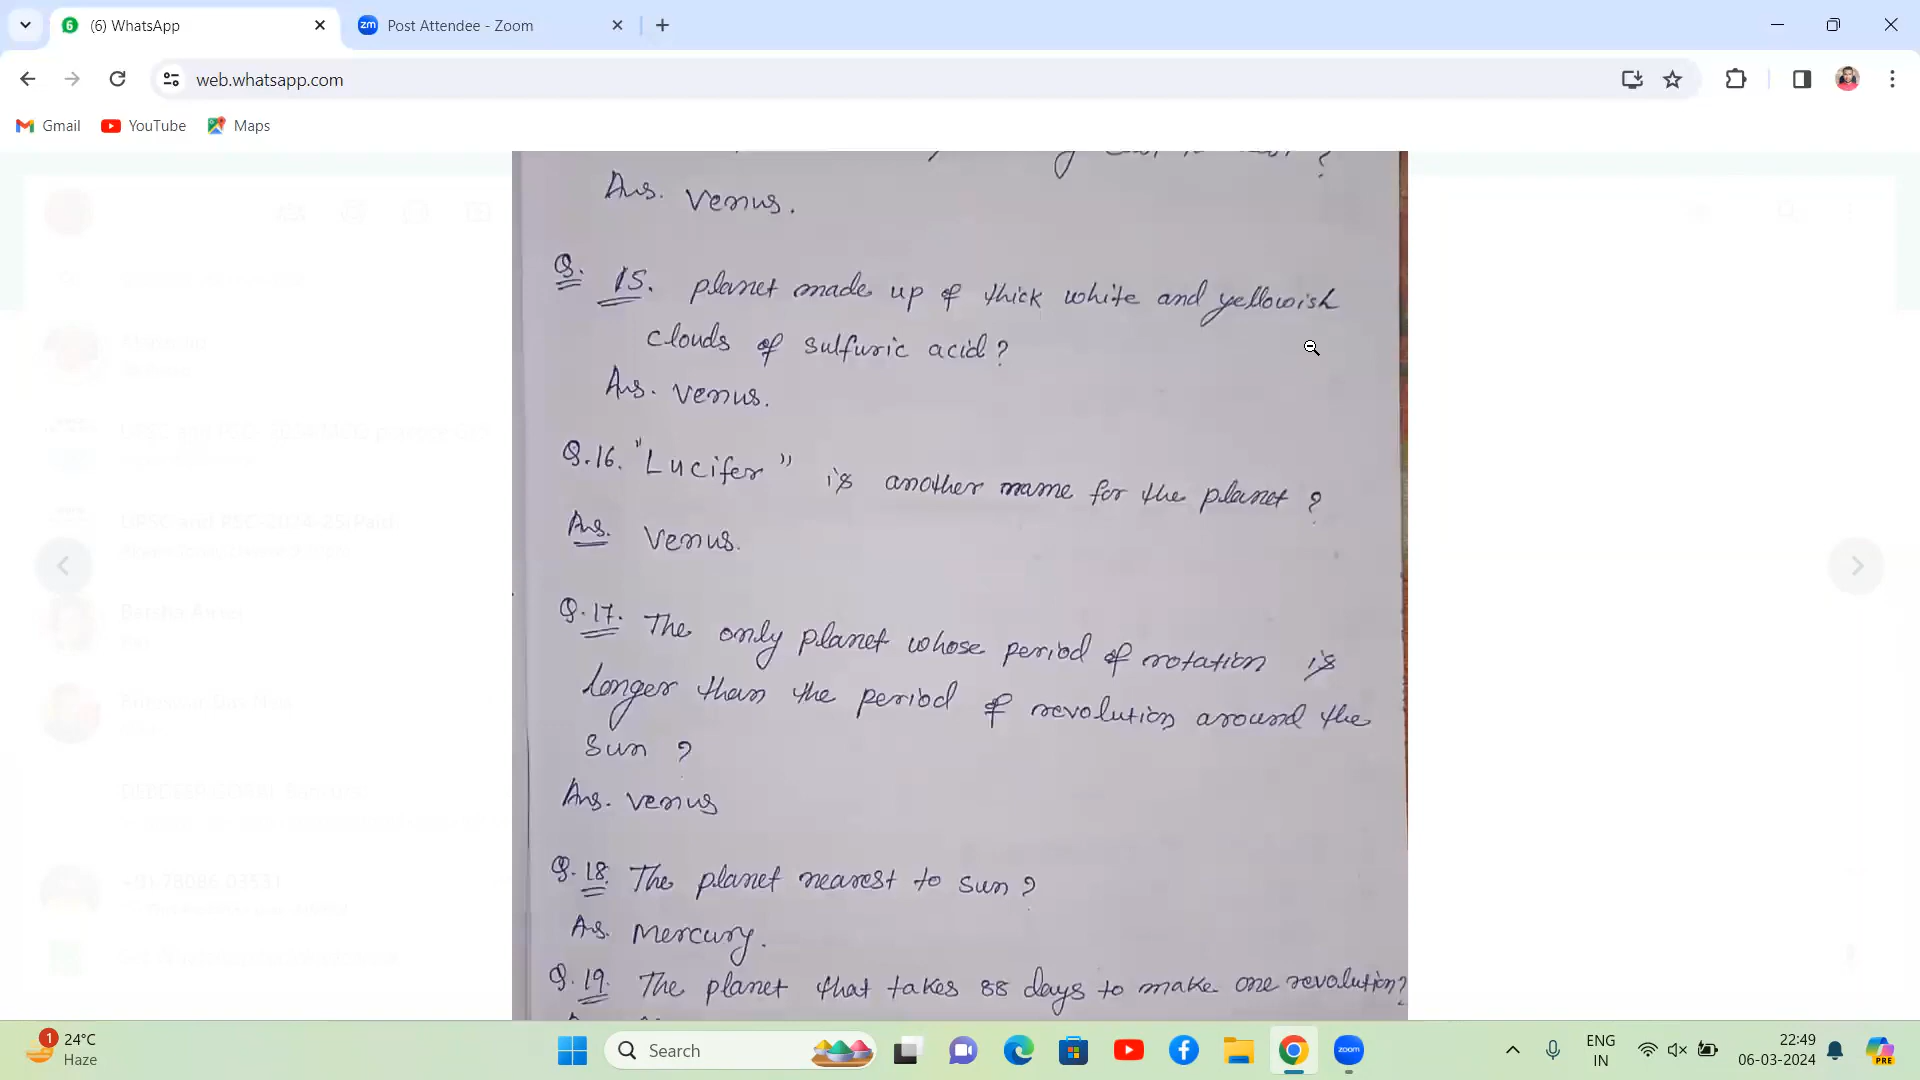 (6) WhatsApp
Post Attendee - Zoom
web.whatsapp.com
Gmail
YouTube
Maps
Ans. Venus.
Q. 15. planet made up of thick white and yellowish
clouds of sulfuric acid?
Ans. Venus.
Q.16. "Lucifer" is another name for the planet?
Ans. Venus.
Q.17. The only planet whose period of rotation is
longer than the period of revolution around the
Sun?
Ans. Venus
Q.18. The planet nearest to sun?
Ans. Mercury.
Q.19. The planet that takes 88 days to make one revolution?
1
24°C
Haze
Search
zoom
ENG
IN
22:49
06-03-2024
PRE